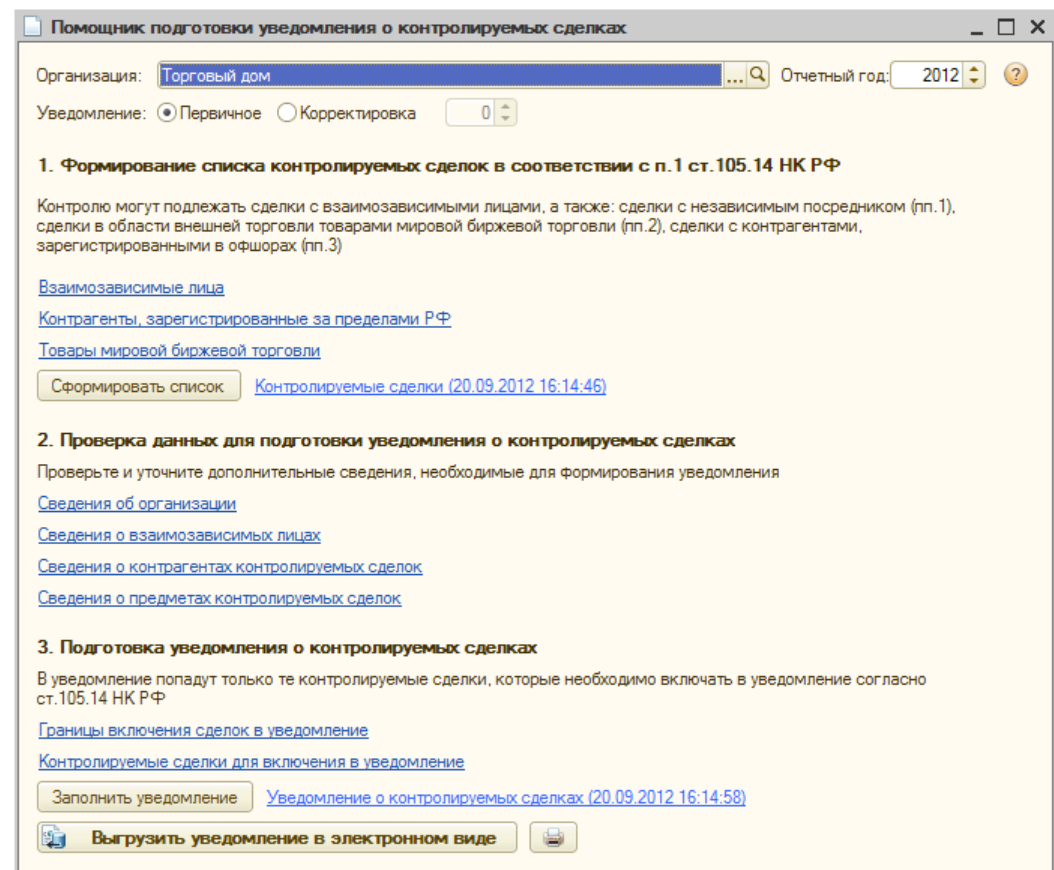 Помощник подготовки уведомления о контролируемых сделках
Организация: Торговый дом ... Отчетный год: 2012 ?
Уведомление: Первичное Корректировка 0
1. Формирование списка контролируемых сделок в соответствии с п.1 ст.105.14 НК РФ
Контролю могут подлежать сделки с взаимозависимыми лицами, а также: сделки с независимым посредником (пп.1),
сделки в области внешней торговли товарами мировой биржевой торговли (пп.2), сделки с контрагентами,
зарегистрированными в офшорах (пп.3)
Взаимозависимые лица
Контрагенты, зарегистрированные за пределами РФ
Товары мировой биржевой торговли
Сформировать список Контролируемые сделки (20.09.2012 16:14:46)
2. Проверка данных для подготовки уведомления о контролируемых сделках
Проверьте и уточните дополнительные сведения, необходимые для формирования уведомления
Сведения об организации
Сведения о взаимозависимых лицах
Сведения о контрагентах контролируемых сделок
Сведения о предметах контролируемых сделок
3. Подготовка уведомления о контролируемых сделках
В уведомление попадут только те контролируемые сделки, которые необходимо включать в уведомление согласно
ст.105.14 НК РФ
Границы включения сделок в уведомление
Контролируемые сделки для включения в уведомление
Заполнить уведомление Уведомление о контролируемых сделках (20.09.2012 16:14:58)
Выгрузить уведомление в электронном виде